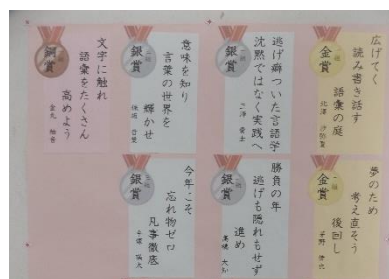 金賞
広げてく
読み書き話す
語彙の庭
銀賞
逃げ癖ついた言語学
沈黙ではなく実践へ
銀賞
意味を知り
言葉の世界を
輝かせ
銅賞
文字に触れ
語彙をたくさん
高めよう
金賞
夢のため
考え直そう
後回し
銀賞
勝負の年
逃げも隠れもせず
進め
銀賞
今年こそ
忘れ物ゼロ
凡事徹底